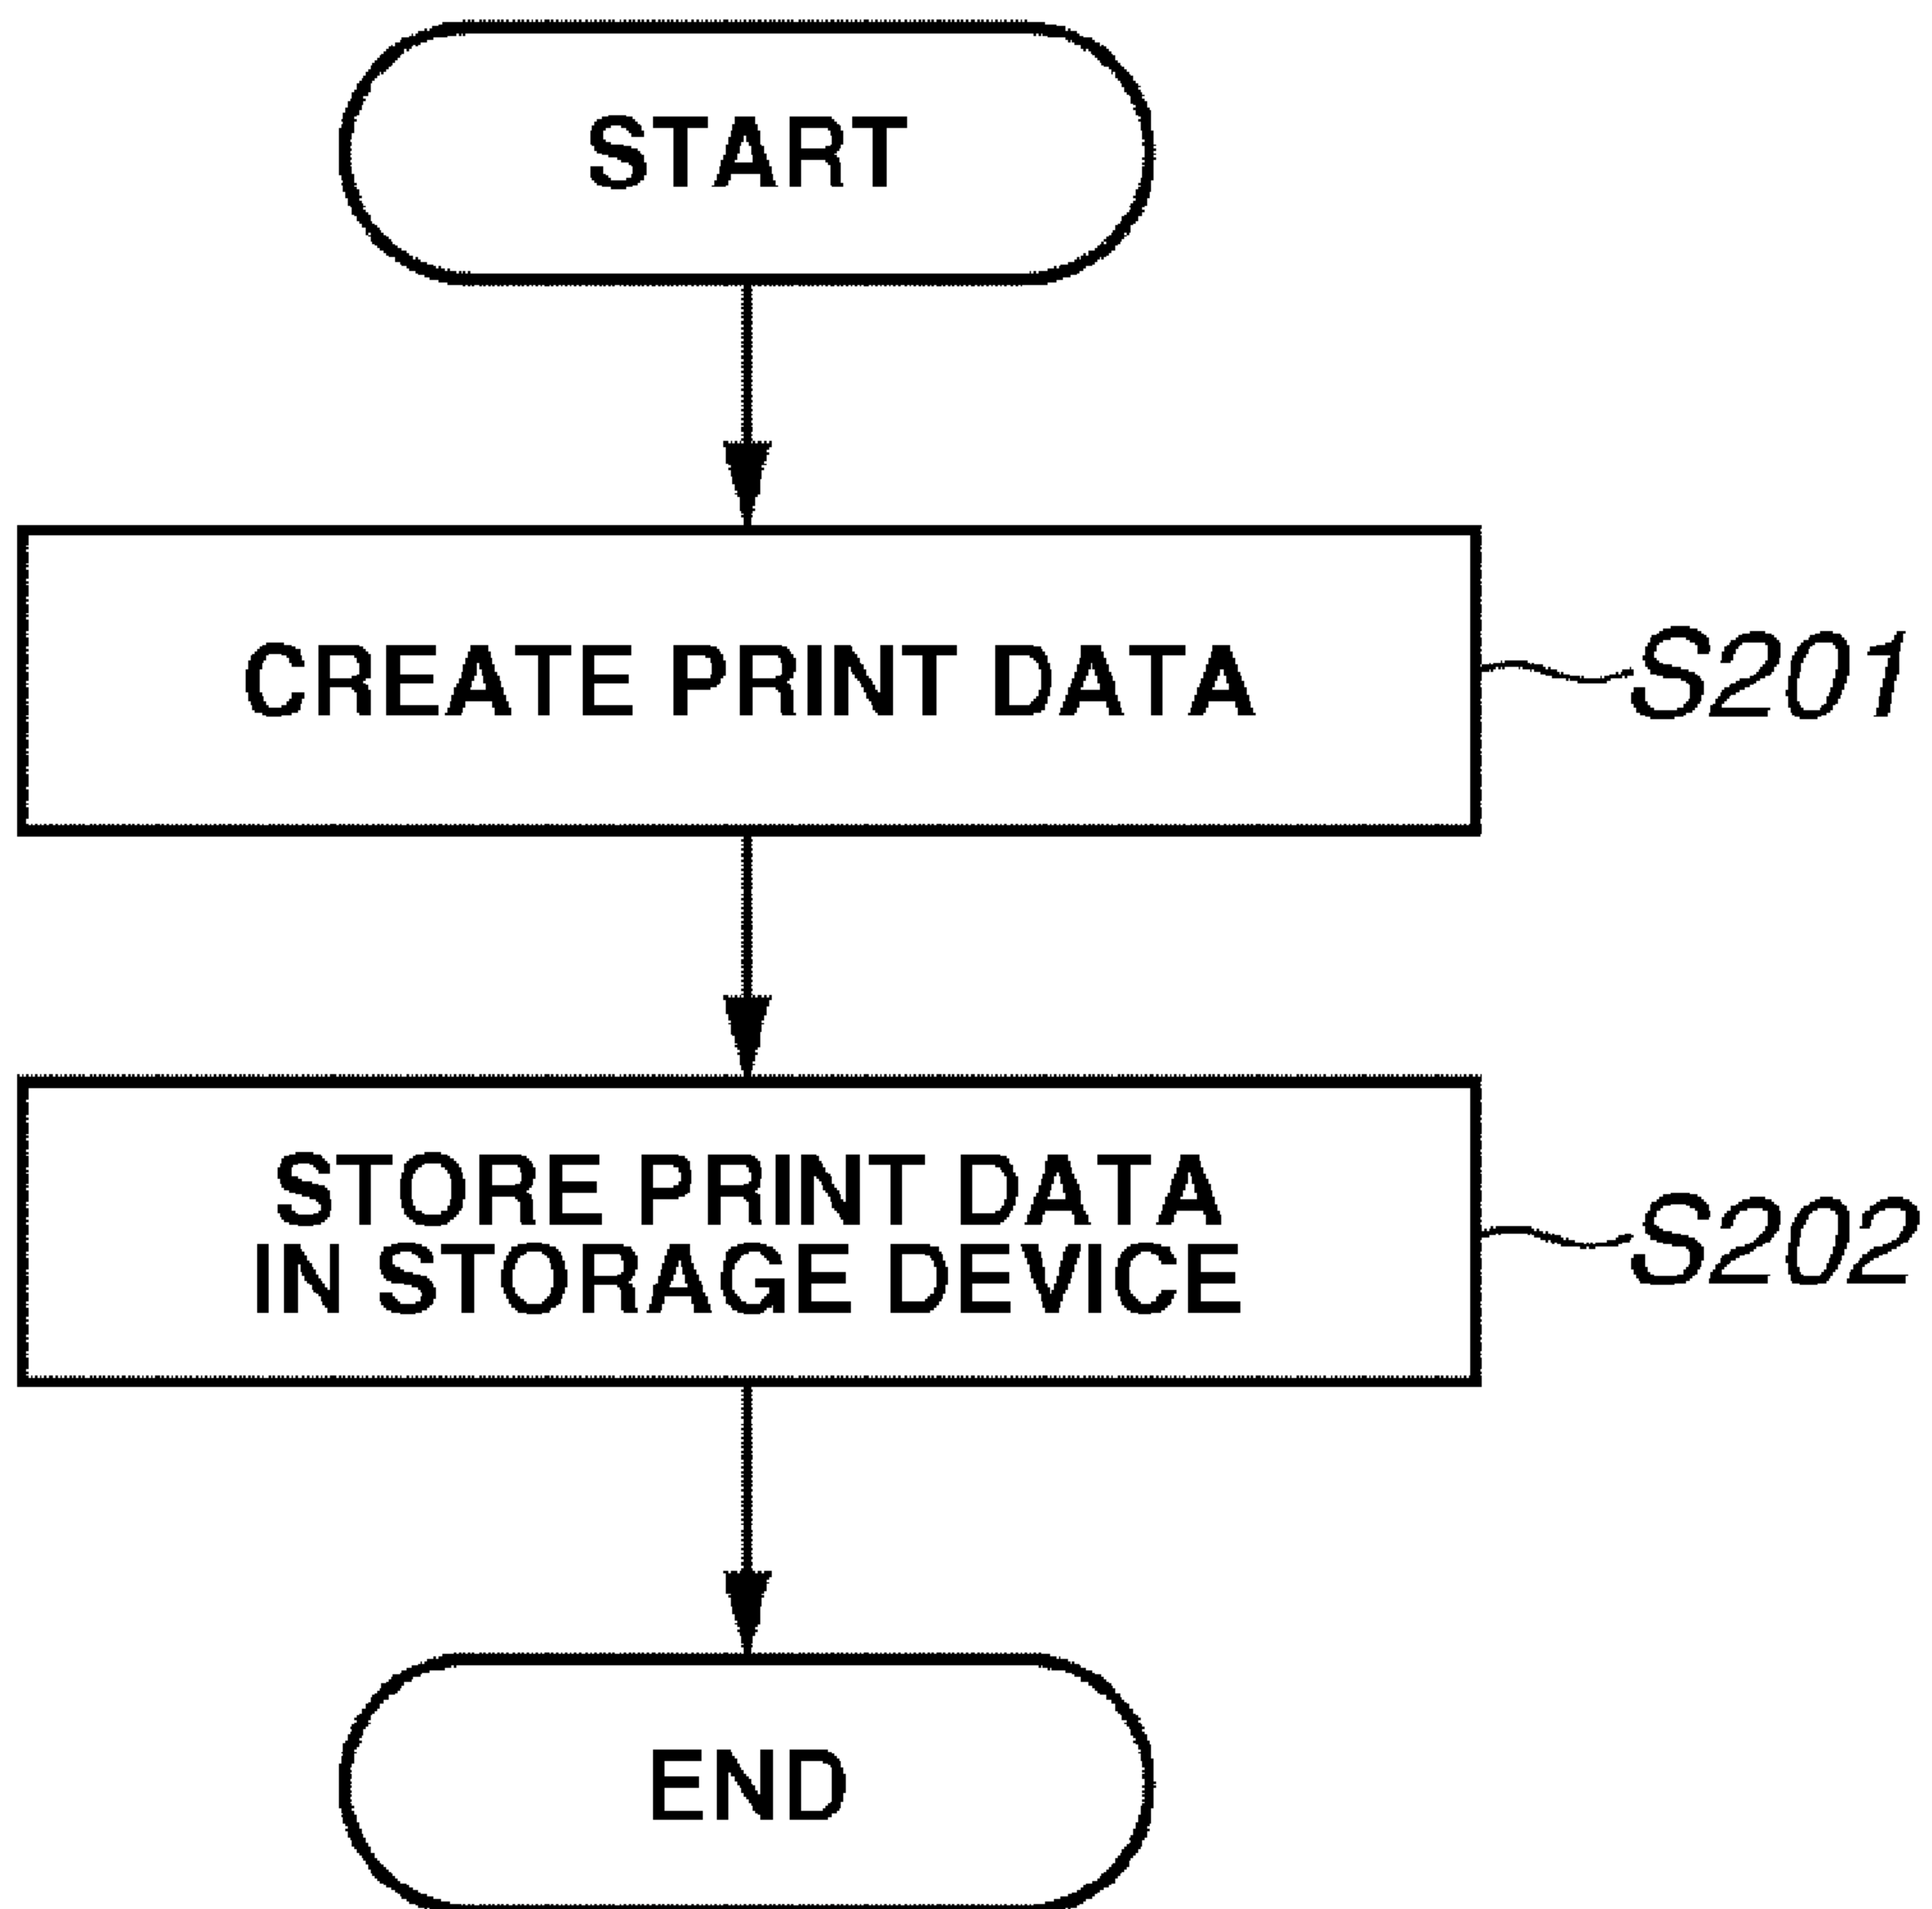 START
CREATE PRINT DATA
S201
STORE PRINT DATA
IN STORAGE DEVICE
S202
END